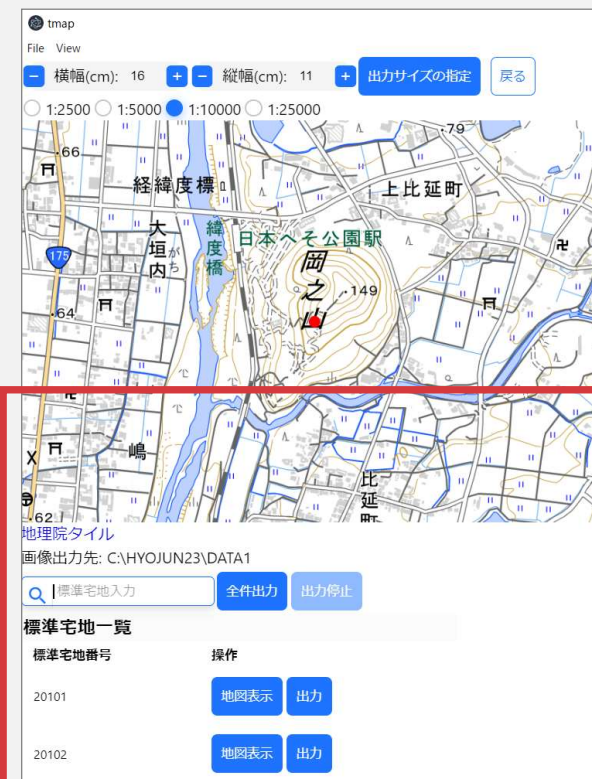 tmap
File View
− 横幅(cm): 16 + − 縦幅(cm): 11 + 出力サイズの指定 戻る
1:2500 1:5000 1:10000 1:25000
79
66
経緯度標
上比延町
大垣内
がち
緯度橋
日本へそ公園駅
岡之山
175
149
64
嶋
比延町
62
地理院タイル
画像出力先: C:\HYOJUN23\DATA1
標準宅地入力 全件出力 出力停止
標準宅地一覧
標準宅地番号 操作
20101 地図表示 出力
20102 地図表示 出力